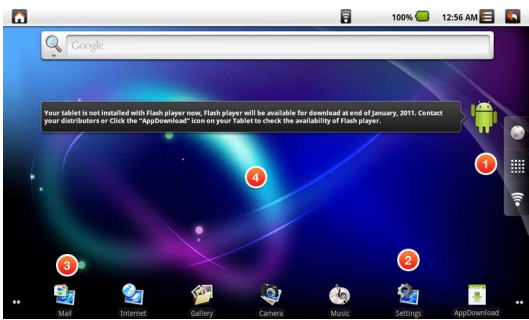 100% 12:56 AM
Google
Your tablet is not installed with Flash player now, Flash player will be available for download at end of January, 2011. Contact
your distributors or Click the "AppDownload" icon on your Tablet to check the availability of Flash player.
1
4
3
2
Mail Internet Gallery Camera Music Settings AppDownload